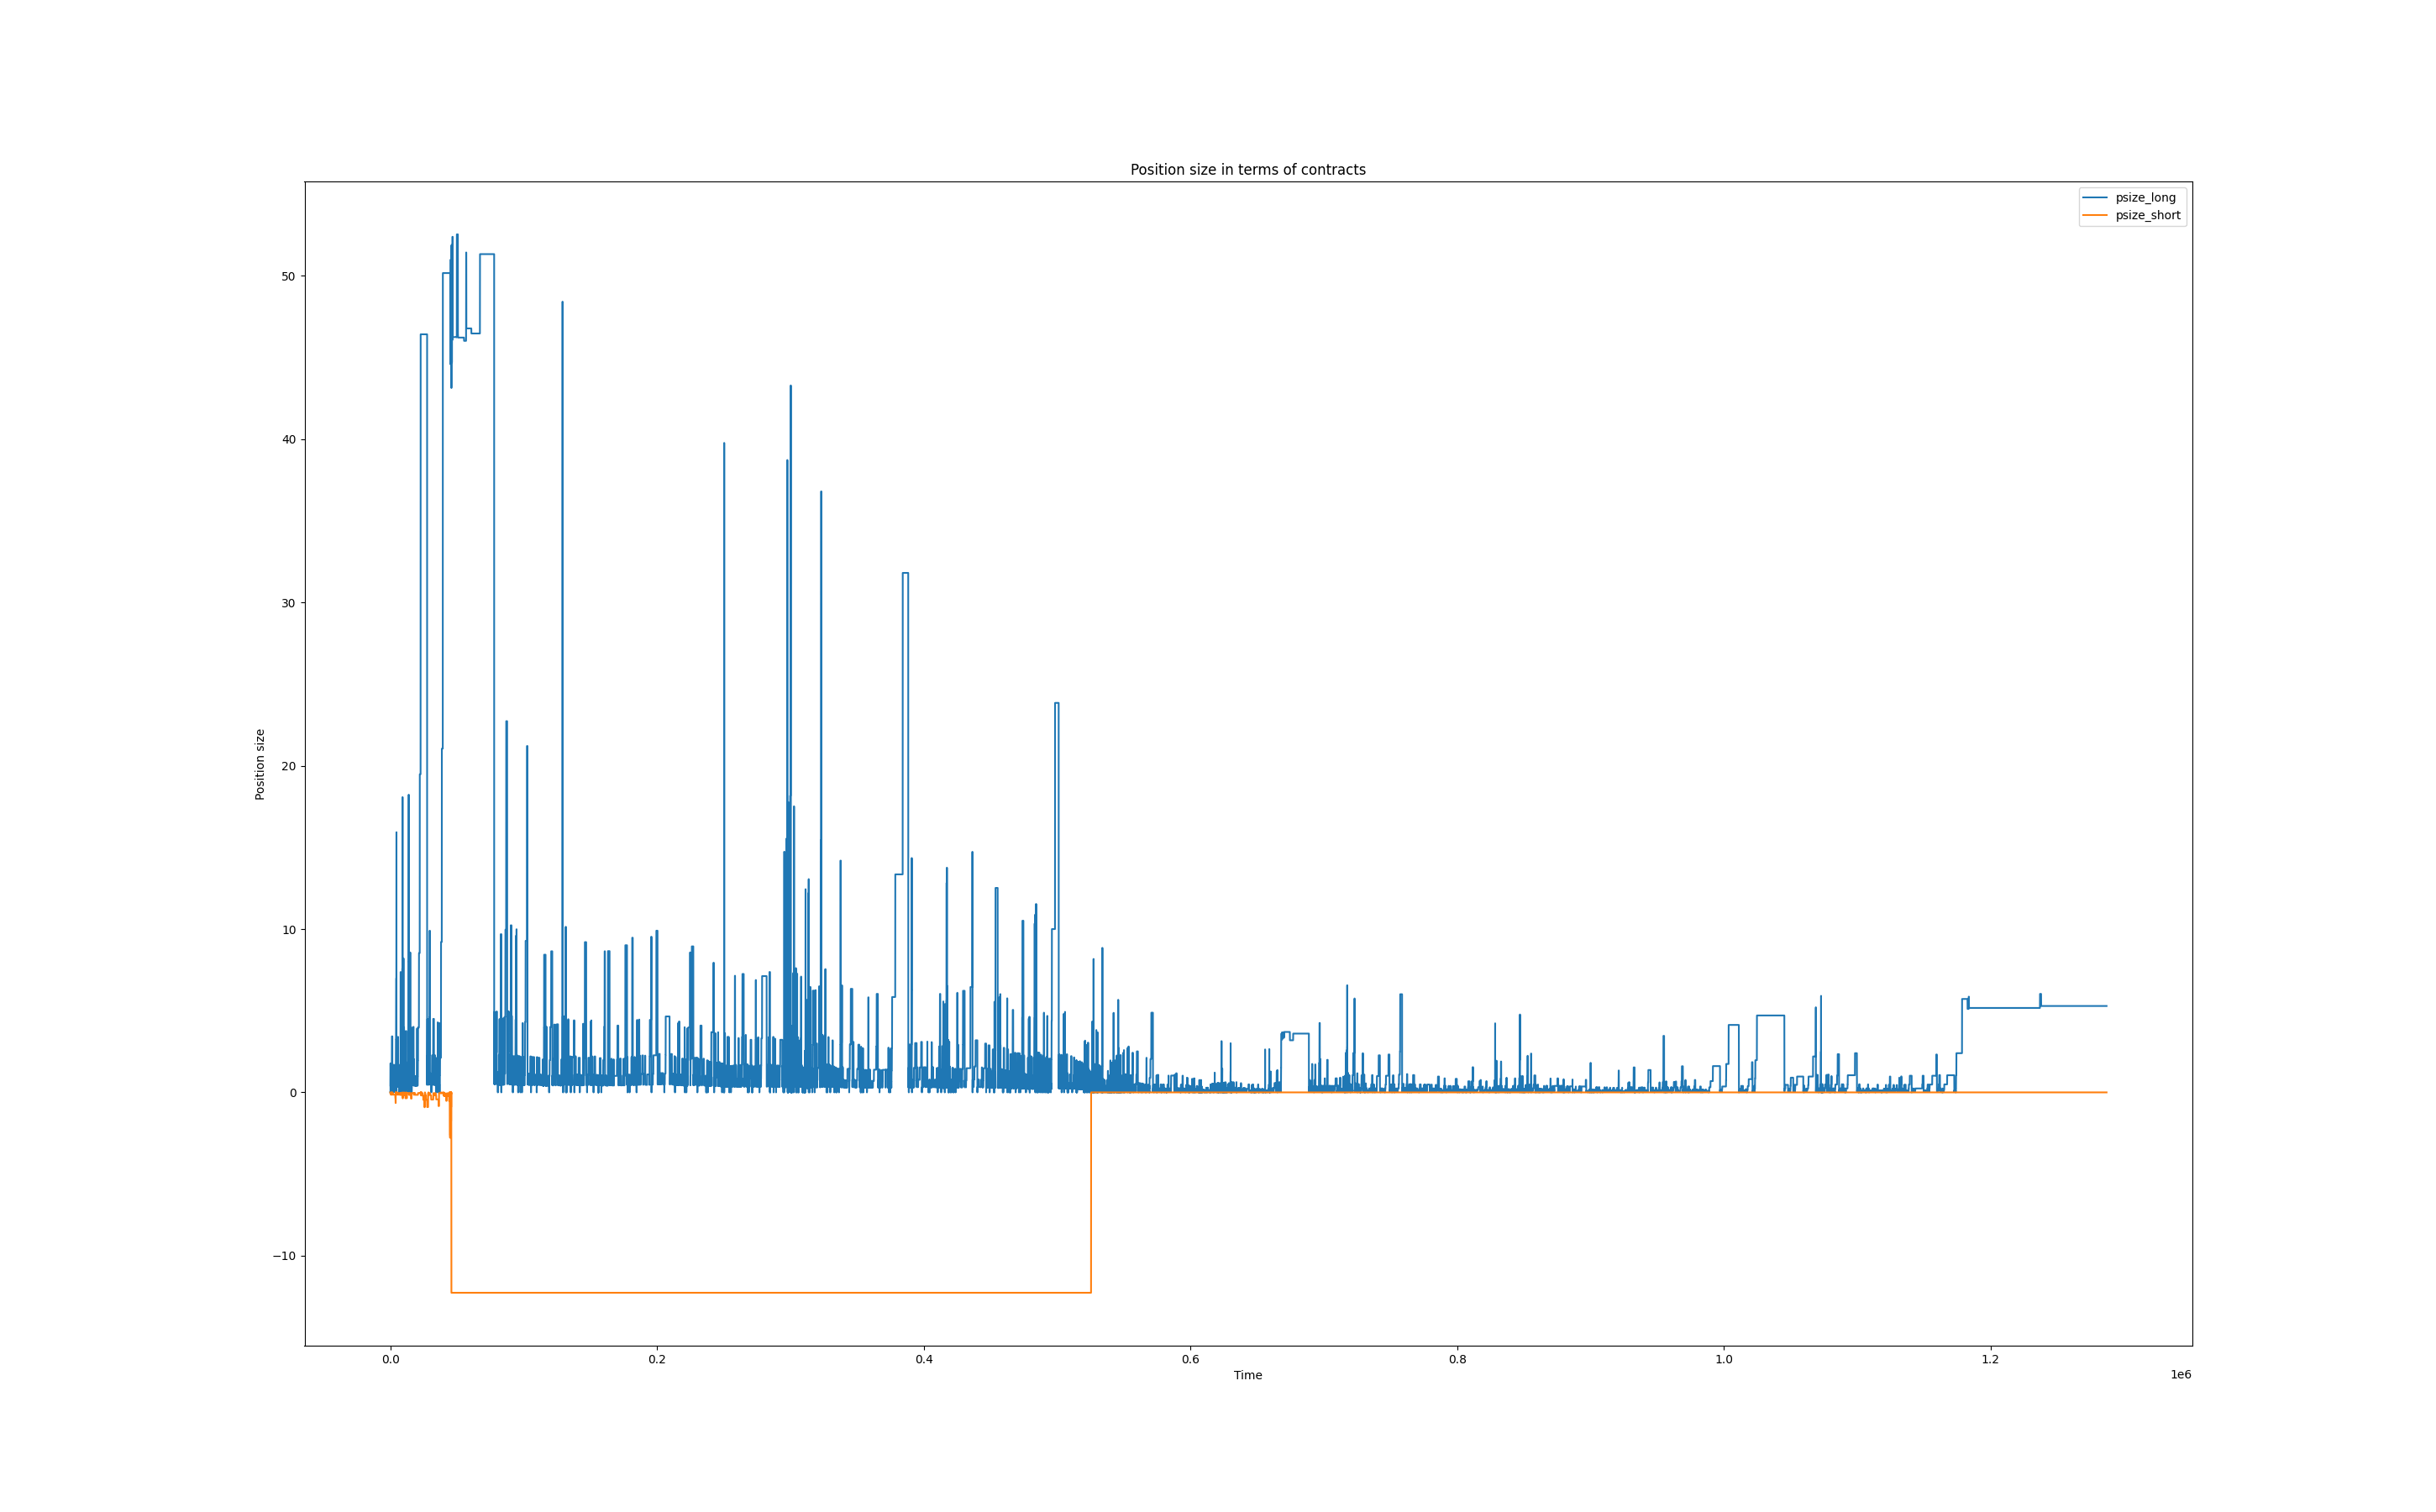 Position size in terms of contracts
psize_long
psize_short
Position size
50
40
30
20
10
0
−10
0.0
0.2
0.4
0.6
0.8
1.0
1.2
Time
1e6